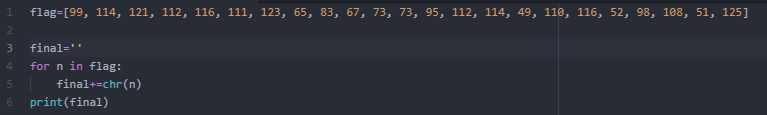 1 flag=[99, 114, 121, 112, 116, 111, 123, 65, 83, 67, 73, 73, 95, 112, 114, 49, 110, 116, 52, 98, 108, 51, 125]
2
3 final=''
4 for n in flag:
5     final+=chr(n)
6 print(final)